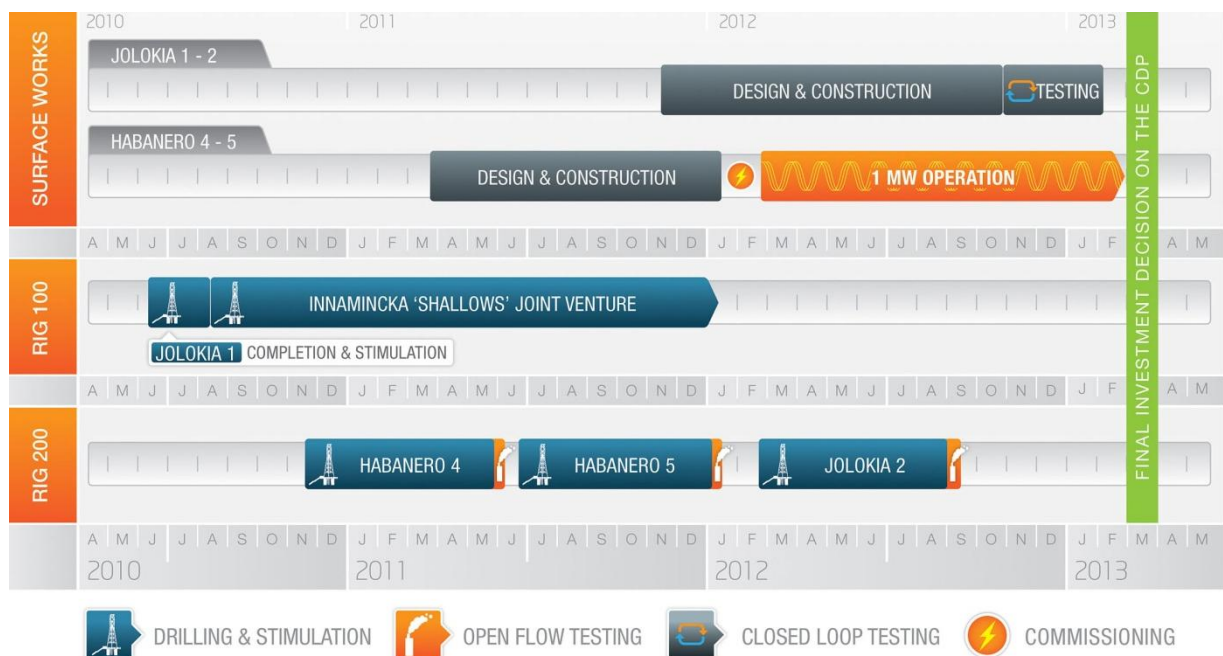 2010 2011 2012 2013
SURFACE WORKS
JOLOKIA 1 - 2
DESIGN & CONSTRUCTION
TESTING
HABANERO 4 - 5
DESIGN & CONSTRUCTION
1 MW OPERATION
A M J J A S O N D J F M A M J J A S O N D J F M A M J J A S O N D J F A M
RIG 100
INNAMINCKA 'SHALLOWS' JOINT VENTURE
JOLOKIA 1 COMPLETION & STIMULATION
A M J J A S O N D J F M A M J J A S O N D J F M A M J J A S O N D J F A M
RIG 200
HABANERO 4
HABANERO 5
JOLOKIA 2
FINAL INVESTMENT DECISION ON THE CDP
A M J J A S O N D J F M A M J J A S O N D J F M A M J J A S O N D J F M A M
2010 2011 2012 2013
DRILLING & STIMULATION
OPEN FLOW TESTING
CLOSED LOOP TESTING
COMMISSIONING